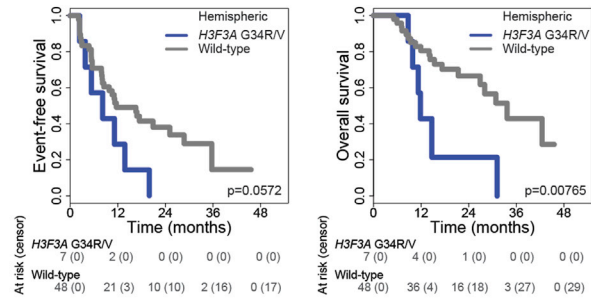 Hemispheric
H3F3A G34R/V
Wild-type
Event-free survival
1.0
0.8
0.6
0.4
0.2
0.0
p=0.0572
0 12 24 36 48
Time (months)
At risk (censor)
H3F3A G34R/V
7 (0) 2 (0) 0 (0) 0 (0) 0 (0)
Wild-type
48 (0) 21 (3) 10 (10) 2 (16) 0 (17)
Hemispheric
H3F3A G34R/V
Wild-type
Overall survival
1.0
0.8
0.6
0.4
0.2
0.0
p=0.00765
0 12 24 36 48
Time (months)
At risk (censor)
H3F3A G34R/V
7 (0) 4 (0) 1 (0) 0 (0) 0 (0)
Wild-type
48 (0) 36 (4) 16 (18) 3 (27) 0 (29)